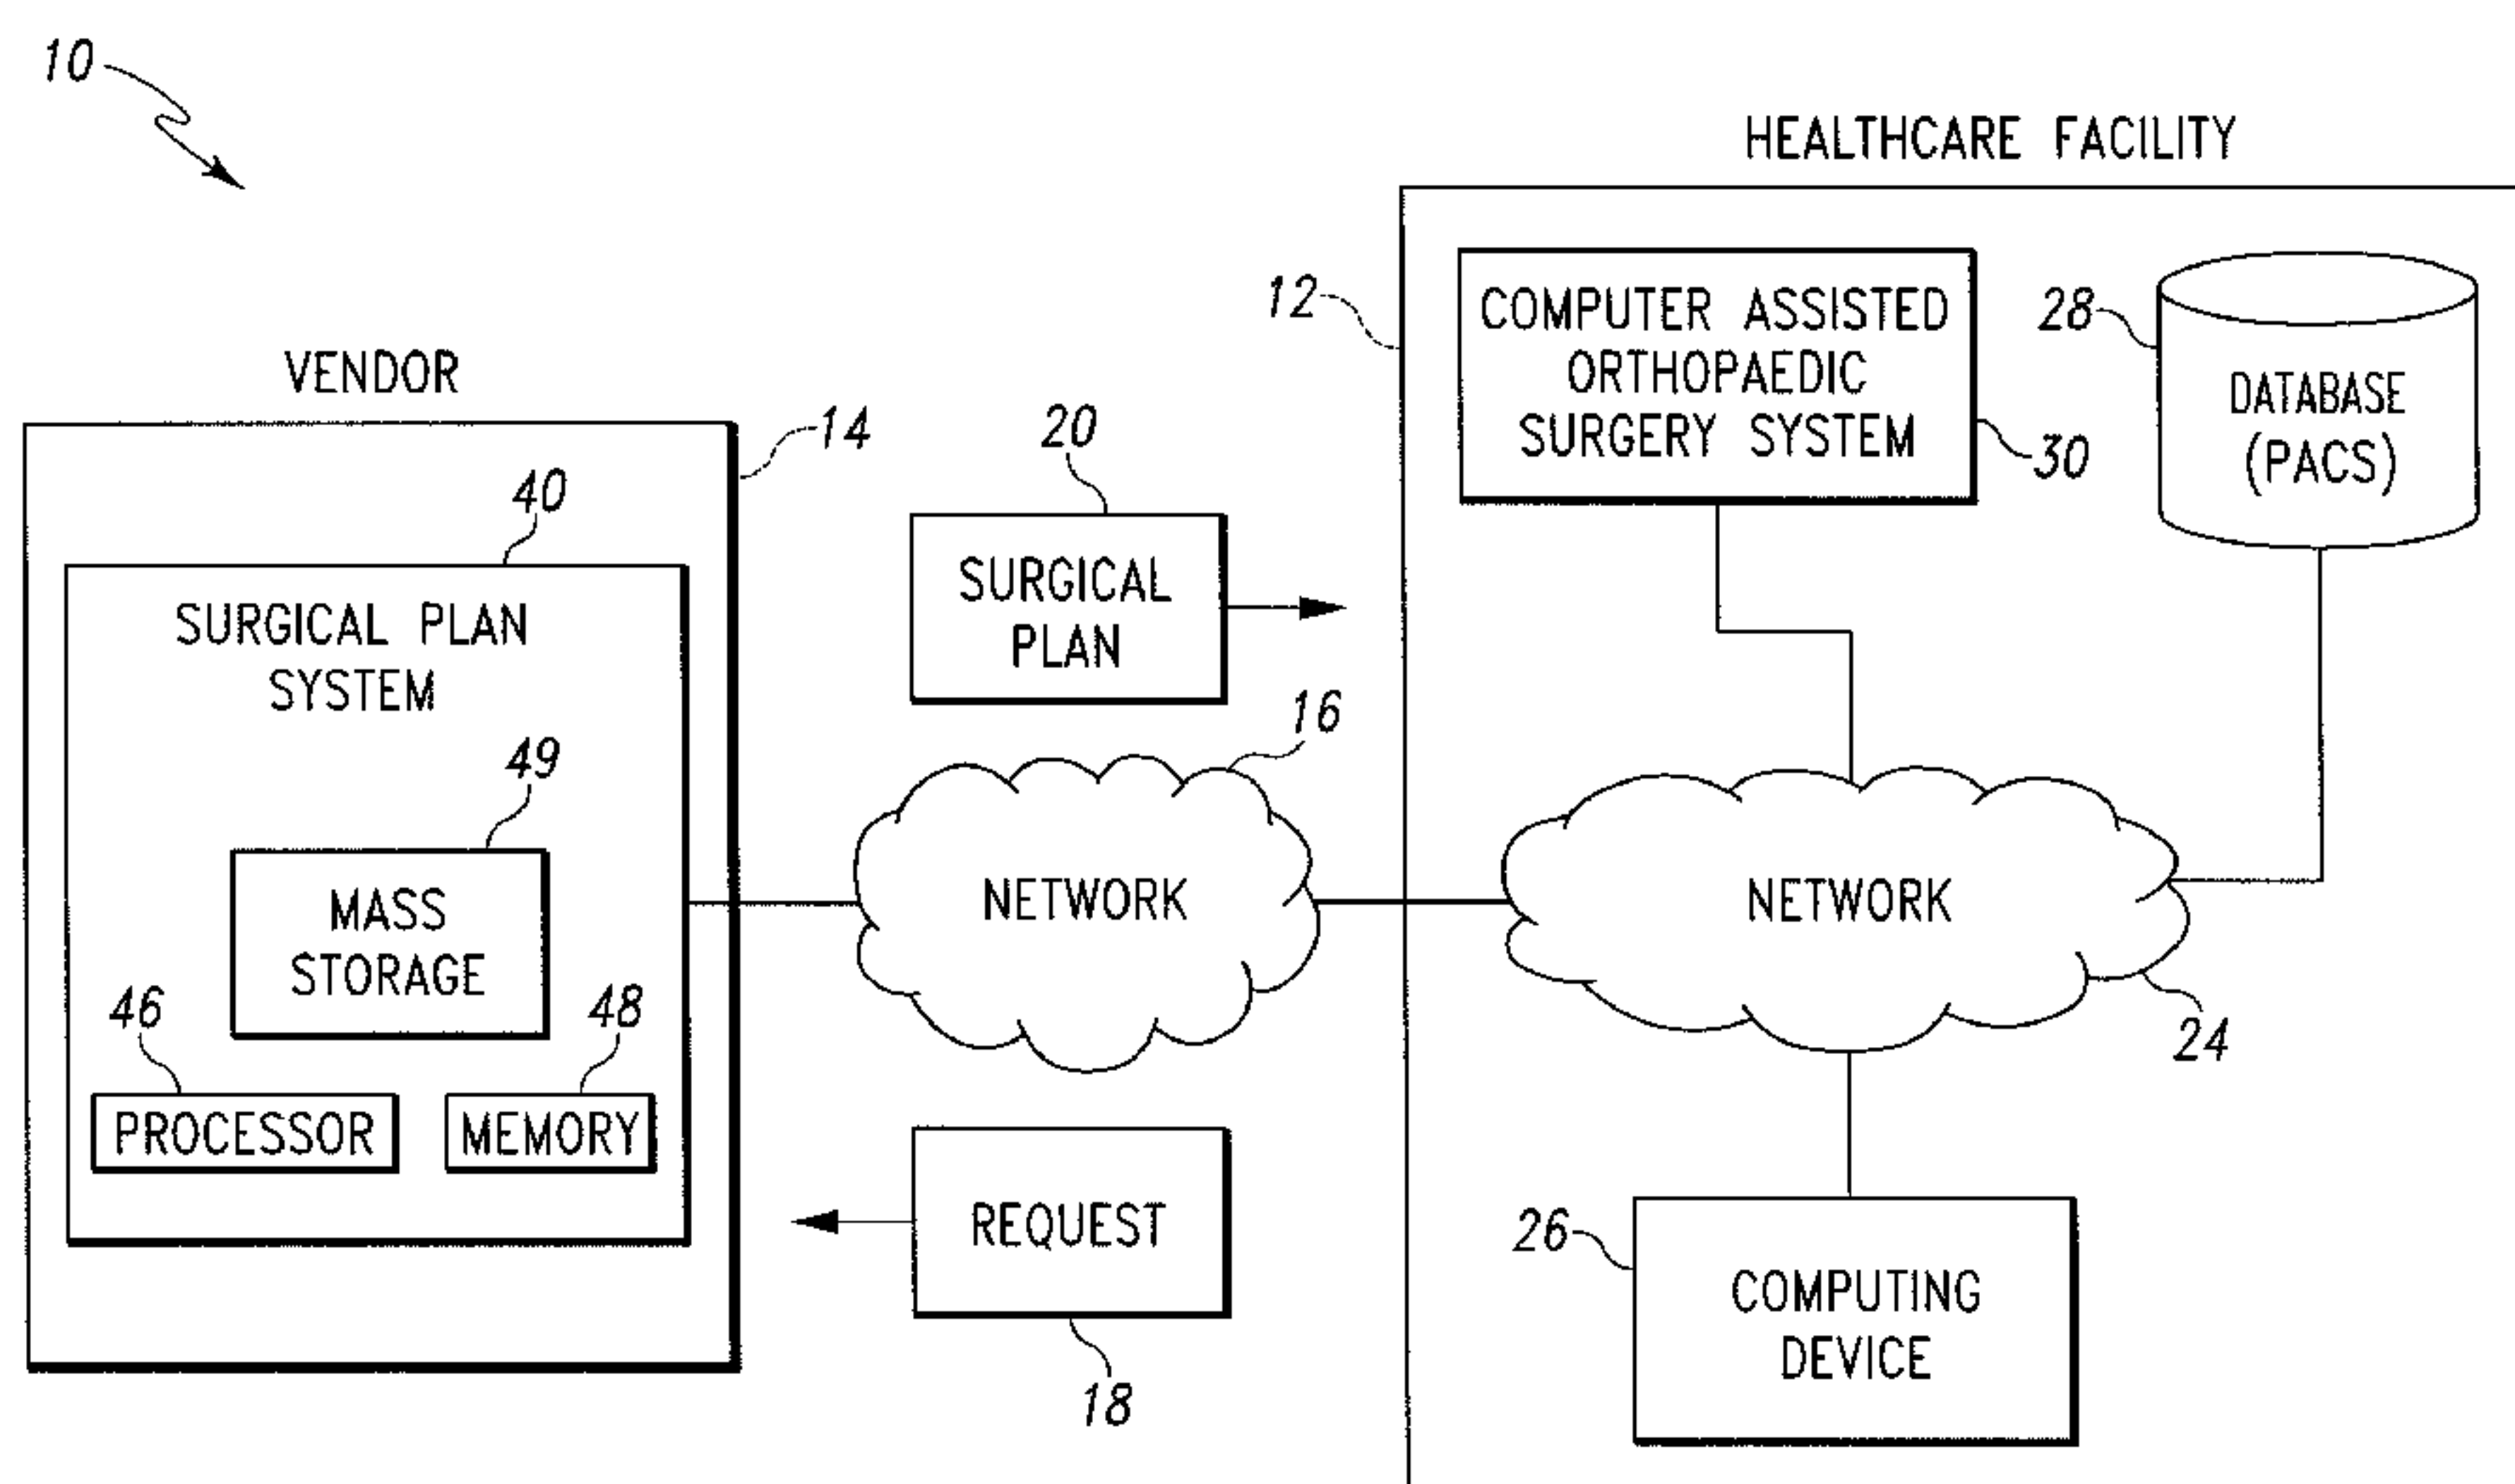 10
HEALTHCARE FACILITY
12
COMPUTER ASSISTED
ORTHOPAEDIC
SURGERY SYSTEM
30
28
DATABASE
(PACS)
VENDOR
14
40
SURGICAL PLAN
SYSTEM
49
MASS
STORAGE
46
48
PROCESSOR
MEMORY
20
SURGICAL
PLAN
16
NETWORK
NETWORK
24
REQUEST
18
26
COMPUTING
DEVICE